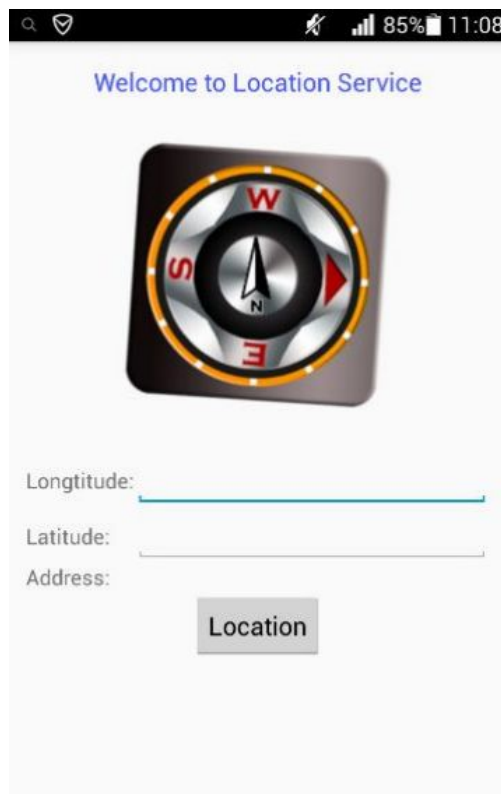 85% 11:08
Welcome to Location Service
W
S
N
E
Longtitude:
Latitude:
Address:
Location